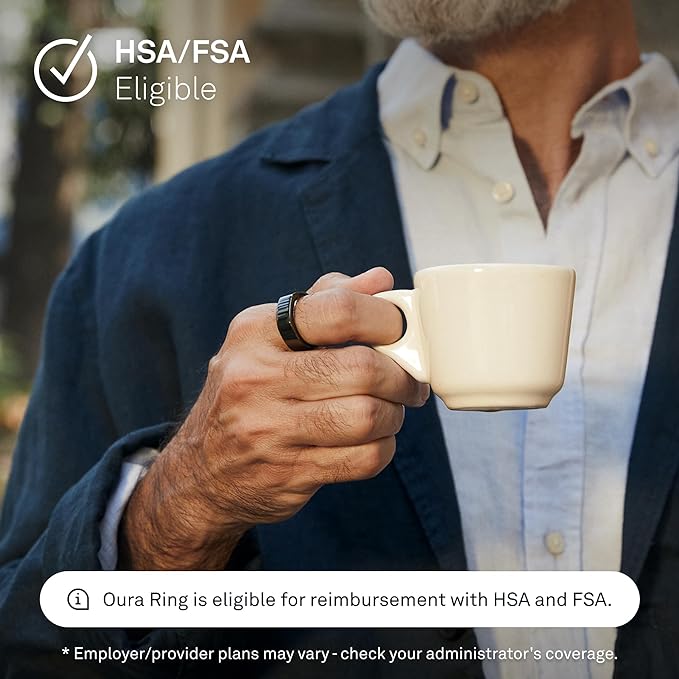 HSA/FSA
Eligible
Oura Ring is eligible for reimbursement with HSA and FSA.
* Employer/provider plans may vary - check your administrator's coverage.